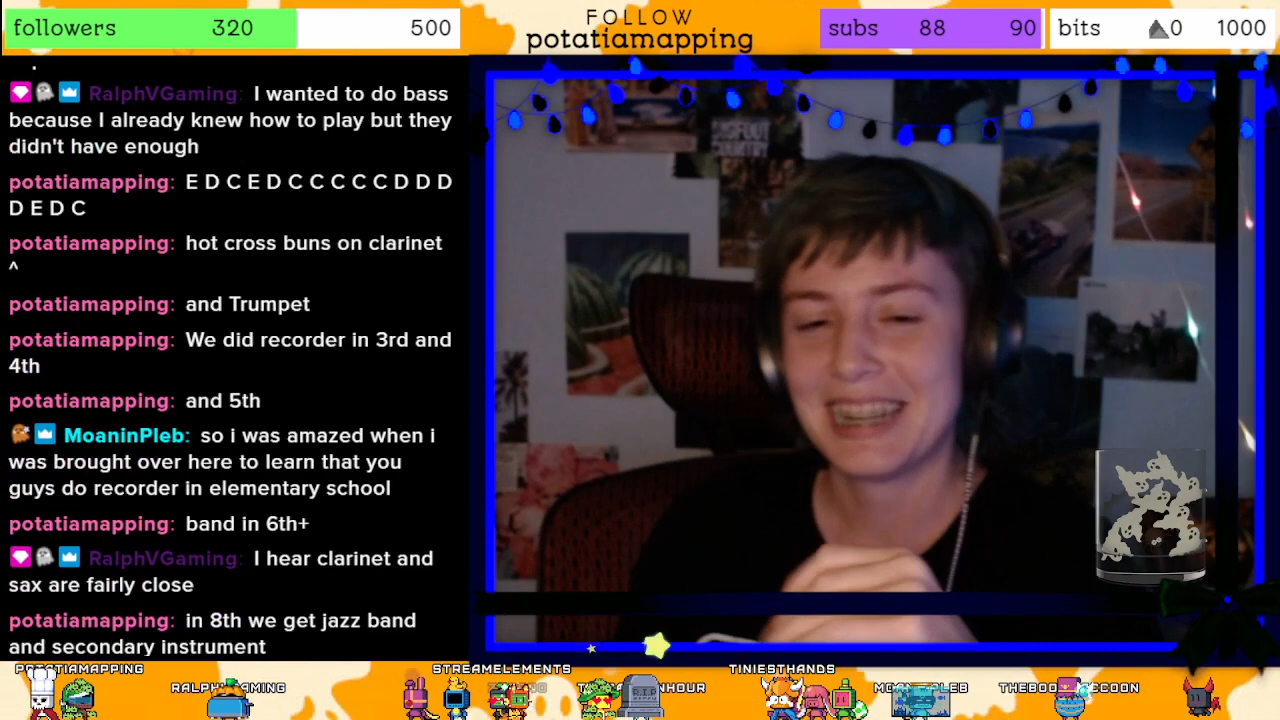 followers 320 500
FOLLOW
potatiamapping
subs 88 90
bits 0 1000
RalphVGaming: I wanted to do bass
because I already knew how to play but they
didn't have enough
potatiamapping: E D C E D C C C C C D D D
D E D C
potatiamapping: hot cross buns on clarinet
^
potatiamapping: and Trumpet
potatiamapping: We did recorder in 3rd and
4th
potatiamapping: and 5th
MoaninPleb: so i was amazed when i
was brought over here to learn that you
guys do recorder in elementary school
potatiamapping: band in 6th+
RalphVGaming: I hear clarinet and
sax are fairly close
potatiamapping: in 8th we get jazz band
and secondary instrument
BIGFOOT
COUNTRY
POTATIAMAPPING
STREAMELEMENTS
TINIESTHANDS
R.I.P